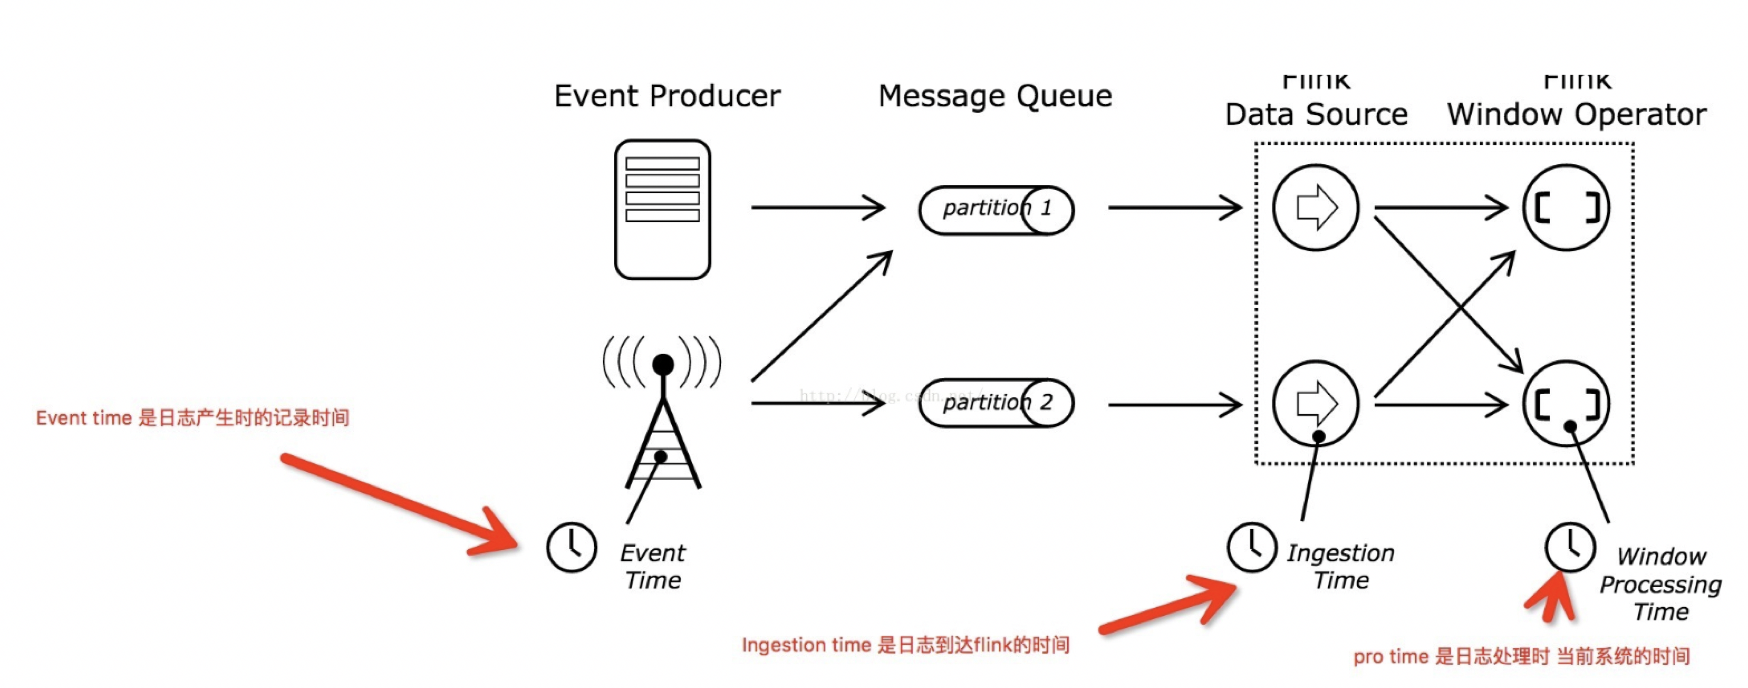 Event Producer
Message Queue
Flink
Data Source
Flink
Window Operator
partition 1
partition 2
Event time 是日志产生时的记录时间
Event
Time
Ingestion
Time
Window
Processing
Time
Ingestion time 是日志到达flink的时间
pro time 是日志处理时 当前系统的时间